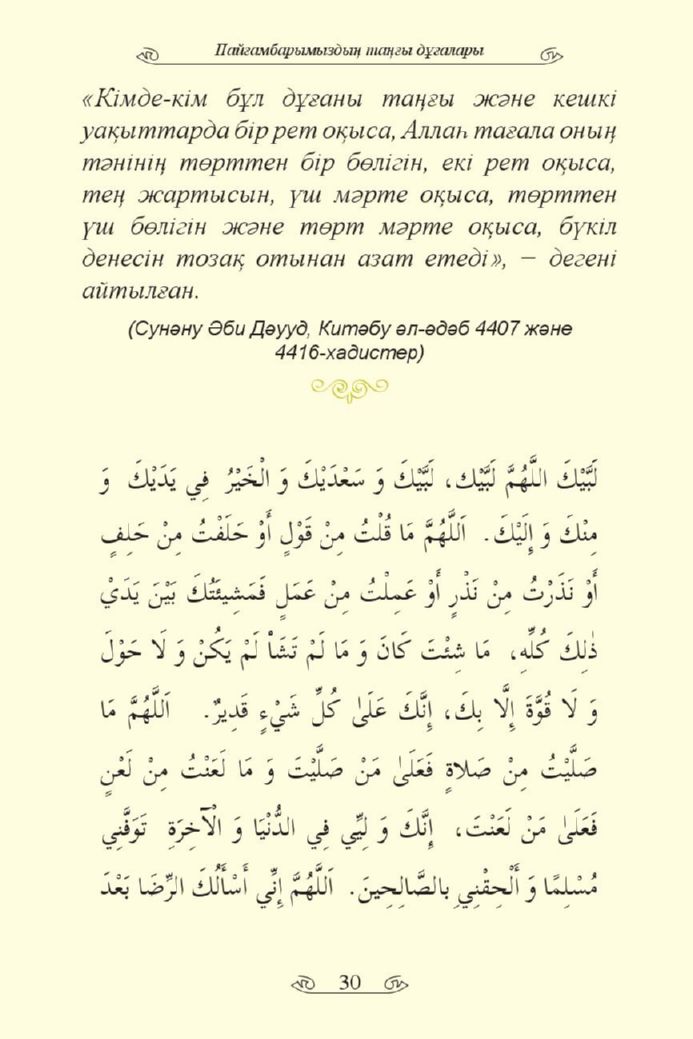 Пайғамбарымыздың таңғы дұғалары
«Кімде-кім бұл дұғаны таңғы және кешкі
уақыттарда бір рет оқыса, Аллаһ тағала оның
тәнінің төрттен бір бөлігін, екі рет оқыса,
тең жартысын, үш мәрте оқыса, төрттен
үш бөлігін және төрт мәрте оқыса, бүкіл
денесін тозақ отынан азат етеді», – дегені
айтылған.
(Сунәну Әби Дәууд, Китәбу әл-әдәб 4407 және
4416-хадистер)
لَبَّيْكَ اللَّهُمَّ لَبَّيْك، لَبَّيْكَ وَ سَعْدَيْكَ وَ الْخَيْرُ فِي يَدَيْكَ وَ
مِنْكَ وَ إِلَيْكَ. اَللَّهُمَّ مَا قُلْتُ مِنْ قَوْلٍ أَوْ حَلَفْتُ مِنْ حَلِفٍ
أَوْ نَذَرْتُ مِنْ نَذْرٍ أَوْ عَمِلْتُ مِنْ عَمَلٍ فَمَشِيئَتُكَ بَيْنَ يَدَيْ
ذٰلِكَ كُلِّهِ، مَا شِئْتَ كَانَ وَ مَا لَمْ تَشَأْ لَمْ يَكُنْ وَ لَا حَوْلَ
وَ لَا قُوَّةَ إِلَّا بِكَ، إِنَّكَ عَلَىٰ كُلِّ شَيْءٍ قَدِيرٌ. اَللَّهُمَّ مَا
صَلَّيْتُ مِنْ صَلاةٍ فَعَلَىٰ مَنْ صَلَّيْتَ وَ مَا لَعَنْتُ مِنْ لَعْنٍ
فَعَلَىٰ مَنْ لَعَنْتَ، إِنَّكَ وَ لِيِّي فِي الدُّنْيَا وَ الْآخِرَةِ تَوَفَّنِي
مُسْلِمًا وَ أَلْحِقْنِي بِالصَّالِحِينَ. اَللَّهُمَّ إِنِّي أَسْأَلُكَ الرِّضَا بَعْدَ
30